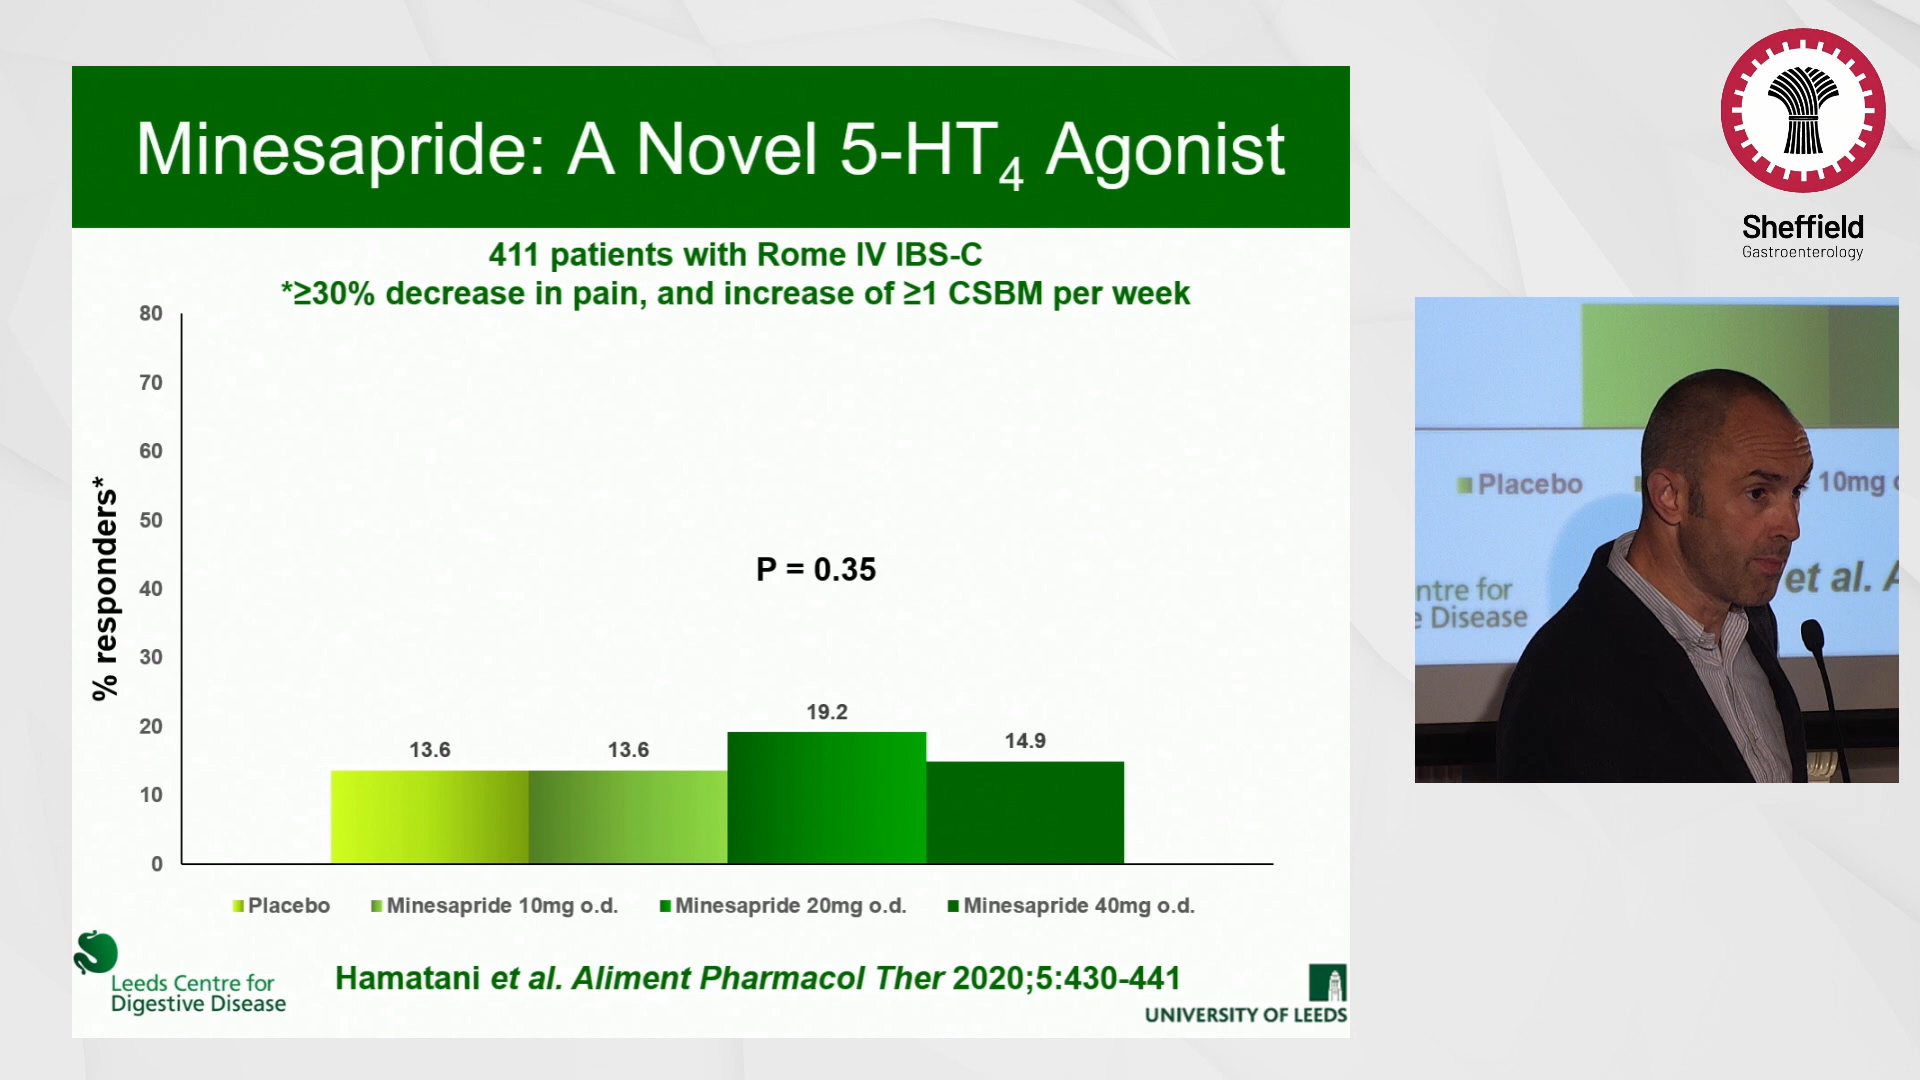 Minesapride: A Novel 5-HT₄ Agonist
411 patients with Rome IV IBS-C
*≥30% decrease in pain, and increase of ≥1 CSBM per week
% responders*
80
70
60
50
40
30
20
10
0
P = 0.35
13.6
13.6
19.2
14.9
Placebo
Minesapride 10mg o.d.
Minesapride 20mg o.d.
Minesapride 40mg o.d.
Leeds Centre for
Digestive Disease
Hamatani et al. Aliment Pharmacol Ther 2020;5:430-441
UNIVERSITY OF LEEDS
Sheffield
Gastroenterology
Placebo
10mg
ntre for
e Disease
et al. A